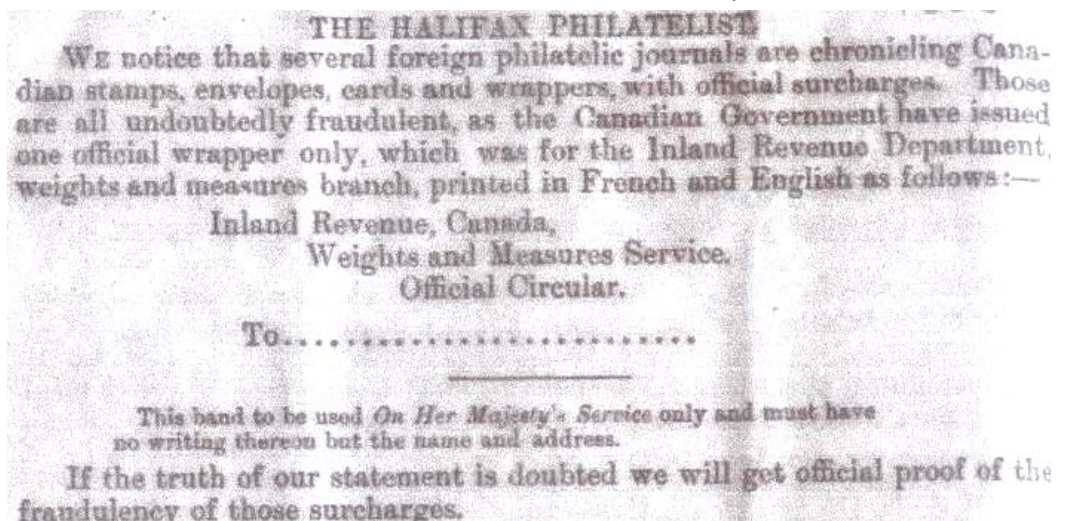 THE HALIFAX PHILATELIST
WE notice that several foreign philatelic journals are chronicling Cana-
dian stamps, envelopes, cards and wrappers, with official surcharges. Those
are all undoubtedly fraudulent, as the Canadian Government have issued
one official wrapper only, which was for the Inland Revenue Department,
weights and measures branch, printed in French and English as follows:—
Inland Revenue, Canada,
Weights and Measures Service.
Official Circular.
To...........................
This band to be used On Her Majesty's Service only and must have
no writing thereon but the name and address.
If the truth of our statement is doubted we will get official proof of the
fraudulency of those surcharges.